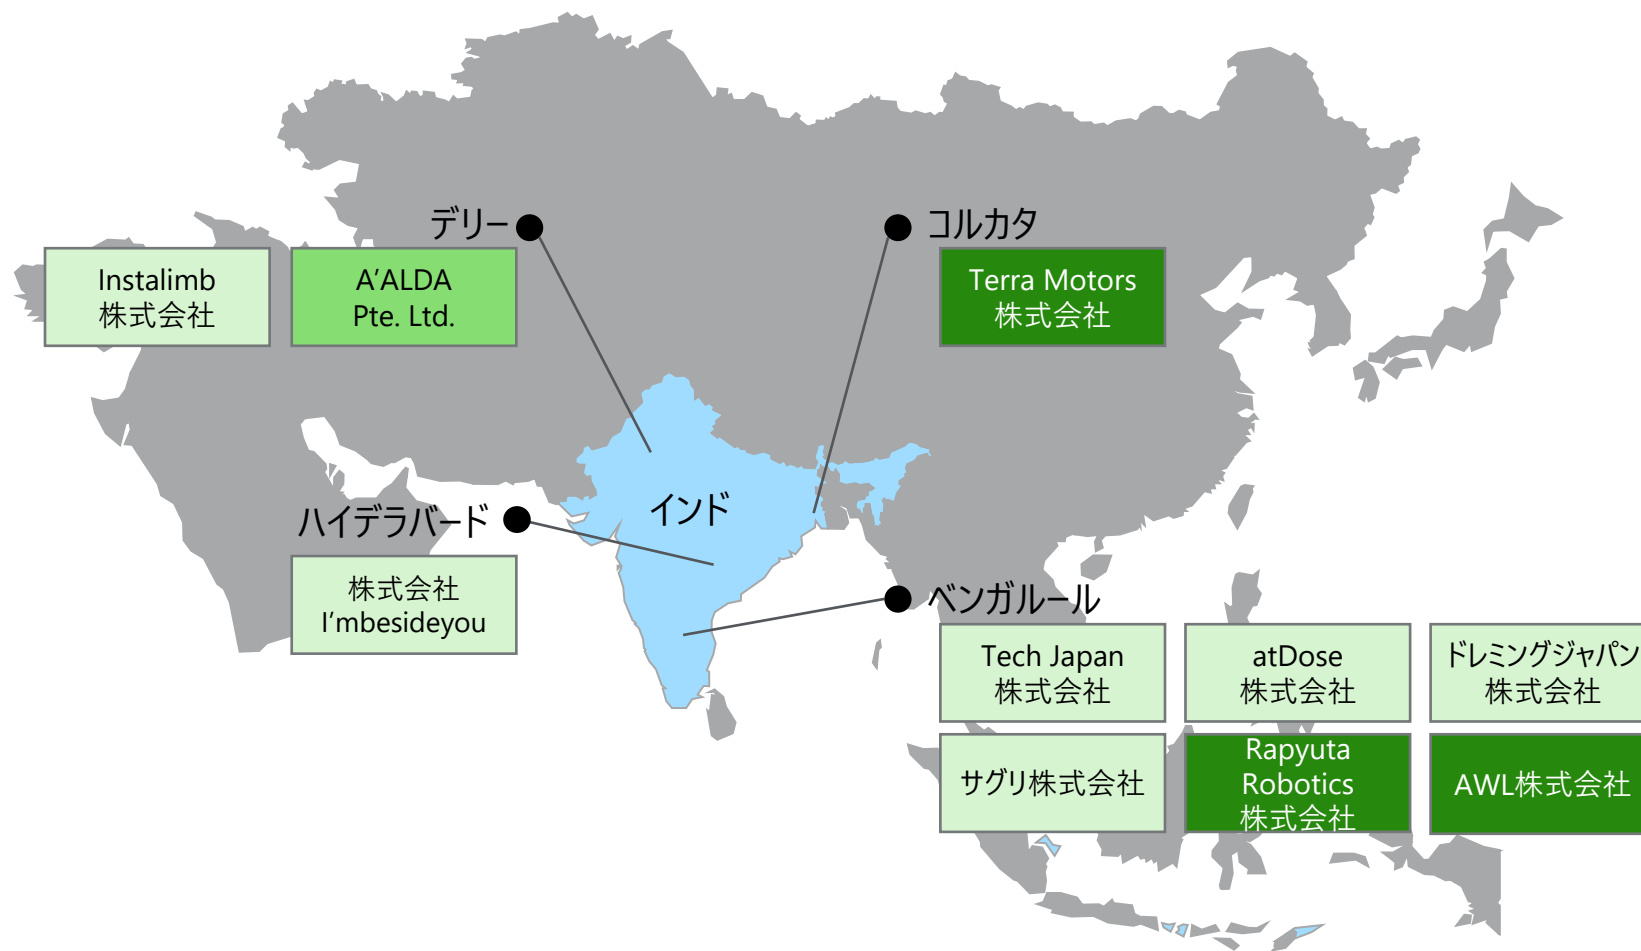 デリー
Instalimb
株式会社
A'ALDA
Pte. Ltd.
コルカタ
Terra Motors
株式会社
インド
ハイデラバード
株式会社
I'mbesideyou
ベンガルール
Tech Japan
株式会社
atDose
株式会社
ドレミングジャパン
株式会社
サグリ株式会社
Rapyuta
Robotics
株式会社
AWL株式会社